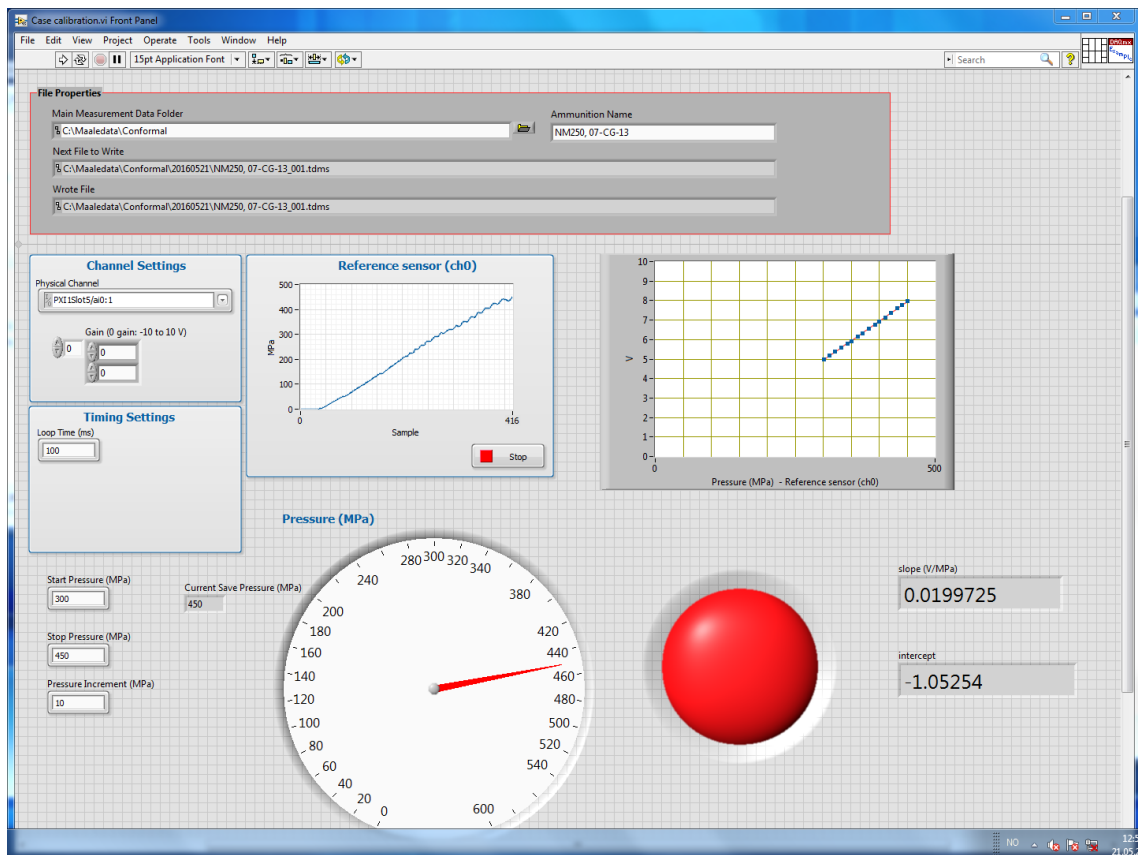 Case calibration.vi Front Panel
File Edit View Project Operate Tools Window Help
15pt Application Font
Search
File Properties
Main Measurement Data Folder
C:\Maaledata\Conformal
Ammunition Name
NM250, 07-CG-13
Next File to Write
C:\Maaledata\Conformal\20160521\NM250, 07-CG-13_001.tdms
Wrote File
C:\Maaledata\Conformal\20160521\NM250, 07-CG-13_001.tdms
Channel Settings
Physical Channel
PXI1Slot5/ai0:1
Gain (0 gain: -10 to 10 V)
0
0
0
Timing Settings
Loop Time (ms)
100
Reference sensor (ch0)
500
400
300
200
100
0
MPa
0
416
Sample
Stop
10
9
8
7
6
5
4
3
2
1
0
V
0
500
Pressure (MPa) - Reference sensor (ch0)
Start Pressure (MPa)
300
Stop Pressure (MPa)
450
Pressure Increment (MPa)
10
Current Save Pressure (MPa)
450
Pressure (MPa)
0
20
40
60
80
100
120
140
160
180
200
240
280
300
320
340
380
420
440
460
480
500
520
540
600
slope (V/MPa)
0.0199725
intercept
-1.05254
NO